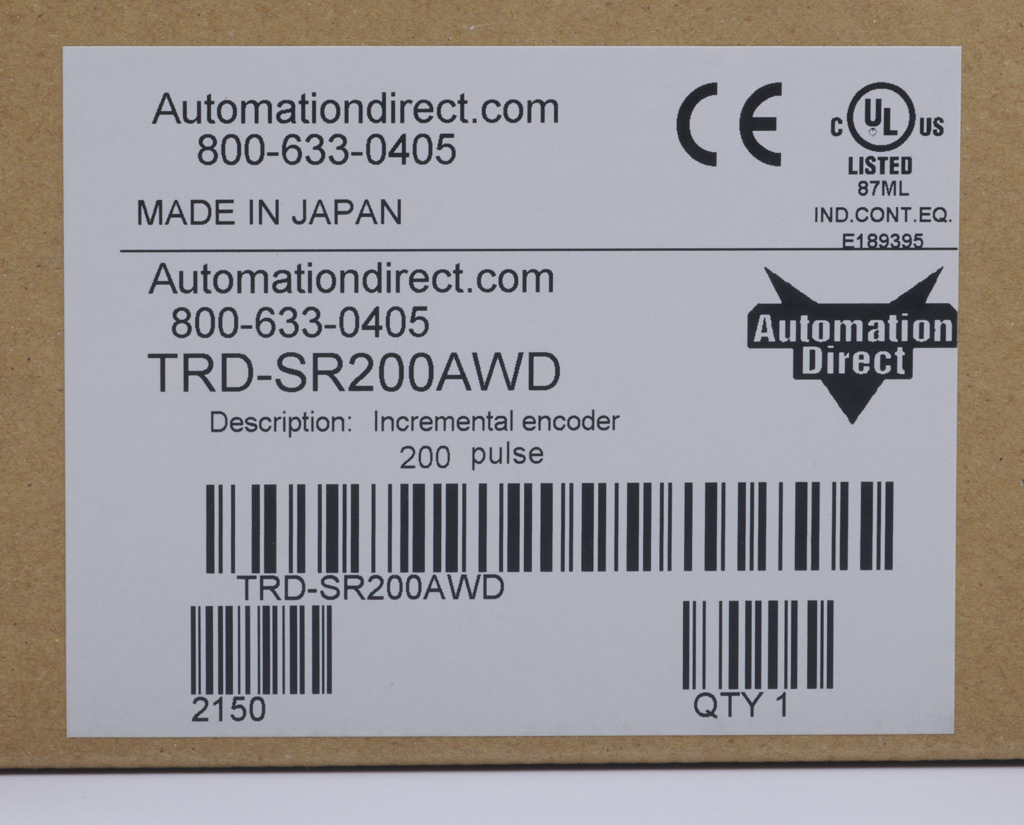 Automationdirect.com
800-633-0405
MADE IN JAPAN
CE
C UL US
LISTED
87ML
IND.CONT.EQ.
E189395
Automationdirect.com
800-633-0405
TRD-SR200AWD
Automation
Direct
Description: Incremental encoder
200 pulse
TRD-SR200AWD
2150
QTY 1